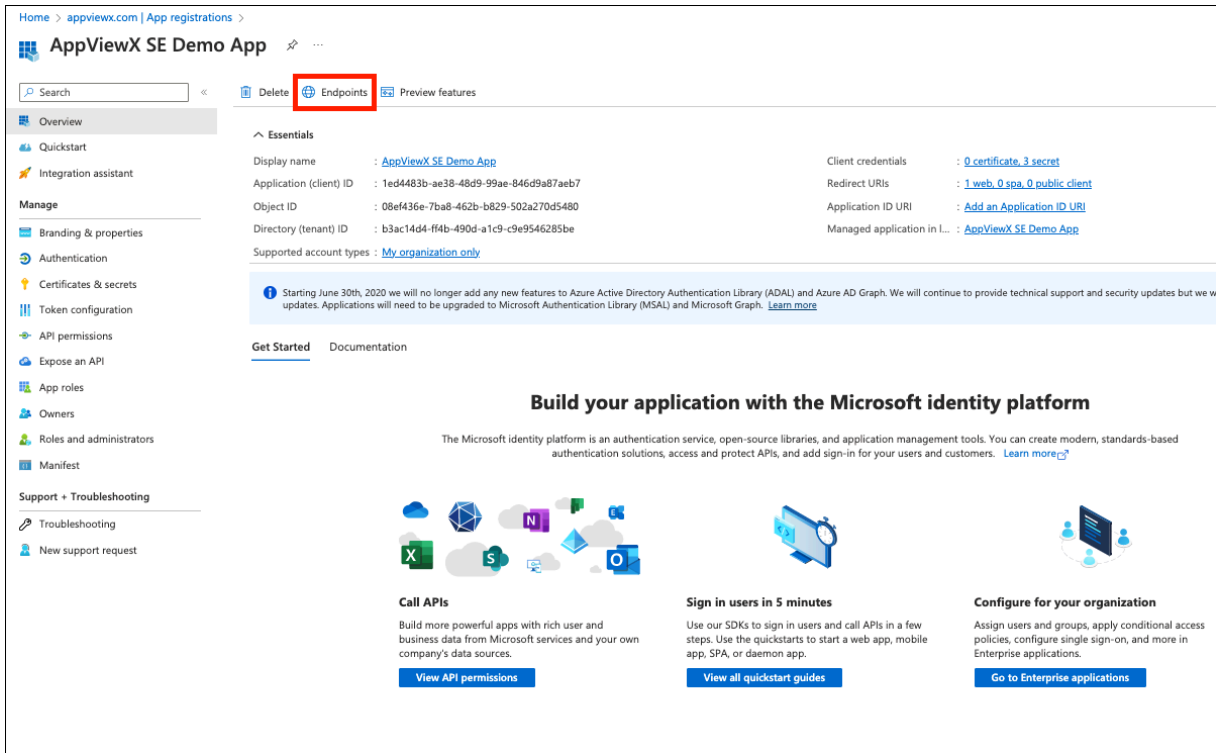 Home > appviewx.com | App registrations >
AppViewX SE Demo App
Search
«
Delete
Endpoints
Preview features
Overview
Quickstart
Integration assistant
Manage
Branding & properties
Authentication
Certificates & secrets
Token configuration
API permissions
Expose an API
App roles
Owners
Roles and administrators
Manifest
Support + Troubleshooting
Troubleshooting
New support request
Essentials
Display name : AppViewX SE Demo App
Application (client) ID : 1ed4483b-ae38-48d9-99ae-846d9a87aeb7
Object ID : 08ef436e-7ba8-462b-b829-502a270d5480
Directory (tenant) ID : b3ac14d4-ff4b-490d-a1c9-c9e9546285be
Supported account types : My organization only
Client credentials : 0 certificate, 3 secret
Redirect URIs : 1 web, 0 spa, 0 public client
Application ID URI : Add an Application ID URI
Managed application in l... : AppViewX SE Demo App
Starting June 30th, 2020 we will no longer add any new features to Azure Active Directory Authentication Library (ADAL) and Azure AD Graph. We will continue to provide technical support and security updates but we w
updates. Applications will need to be upgraded to Microsoft Authentication Library (MSAL) and Microsoft Graph. Learn more
Get Started
Documentation
Build your application with the Microsoft identity platform
The Microsoft identity platform is an authentication service, open-source libraries, and application management tools. You can create modern, standards-based
authentication solutions, access and protect APIs, and add sign-in for your users and customers. Learn more
Call APIs
Build more powerful apps with rich user and
business data from Microsoft services and your own
company's data sources.
View API permissions
Sign in users in 5 minutes
Use our SDKs to sign in users and call APIs in a few
steps. Use the quickstarts to start a web app, mobile
app, SPA, or daemon app.
View all quickstart guides
Configure for your organization
Assign users and groups, apply conditional access
policies, configure single sign-on, and more in
Enterprise applications.
Go to Enterprise applications